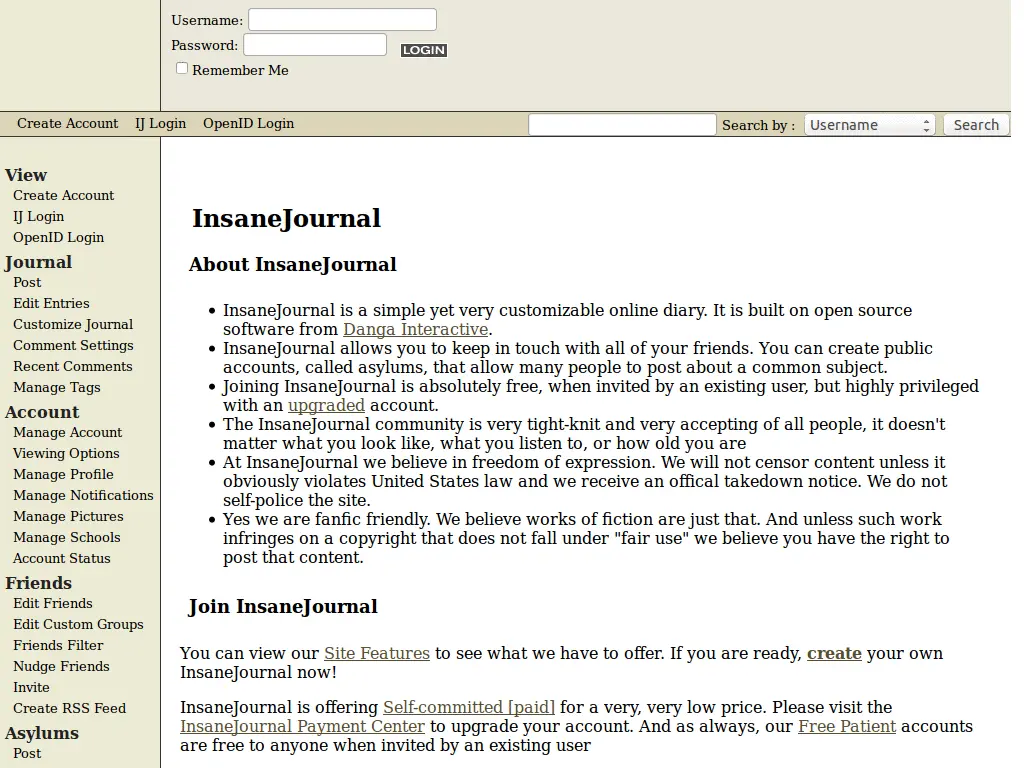 Username:
Password: LOGIN
Remember Me
Create Account IJ Login OpenID Login Search by : Username Search
View
Create Account
IJ Login
OpenID Login
Journal
Post
Edit Entries
Customize Journal
Comment Settings
Recent Comments
Manage Tags
Account
Manage Account
Viewing Options
Manage Profile
Manage Notifications
Manage Pictures
Manage Schools
Account Status
Friends
Edit Friends
Edit Custom Groups
Friends Filter
Nudge Friends
Invite
Create RSS Feed
Asylums
Post
InsaneJournal
About InsaneJournal
• InsaneJournal is a simple yet very customizable online diary. It is built on open source
software from Danga Interactive.
• InsaneJournal allows you to keep in touch with all of your friends. You can create public
accounts, called asylums, that allow many people to post about a common subject.
• Joining InsaneJournal is absolutely free, when invited by an existing user, but highly privileged
with an upgraded account.
• The InsaneJournal community is very tight-knit and very accepting of all people, it doesn't
matter what you look like, what you listen to, or how old you are
• At InsaneJournal we believe in freedom of expression. We will not censor content unless it
obviously violates United States law and we receive an offical takedown notice. We do not
self-police the site.
• Yes we are fanfic friendly. We believe works of fiction are just that. And unless such work
infringes on a copyright that does not fall under "fair use" we believe you have the right to
post that content.
Join InsaneJournal
You can view our Site Features to see what we have to offer. If you are ready, create your own
InsaneJournal now!
InsaneJournal is offering Self-committed [paid] for a very, very low price. Please visit the
InsaneJournal Payment Center to upgrade your account. And as always, our Free Patient accounts
are free to anyone when invited by an existing user